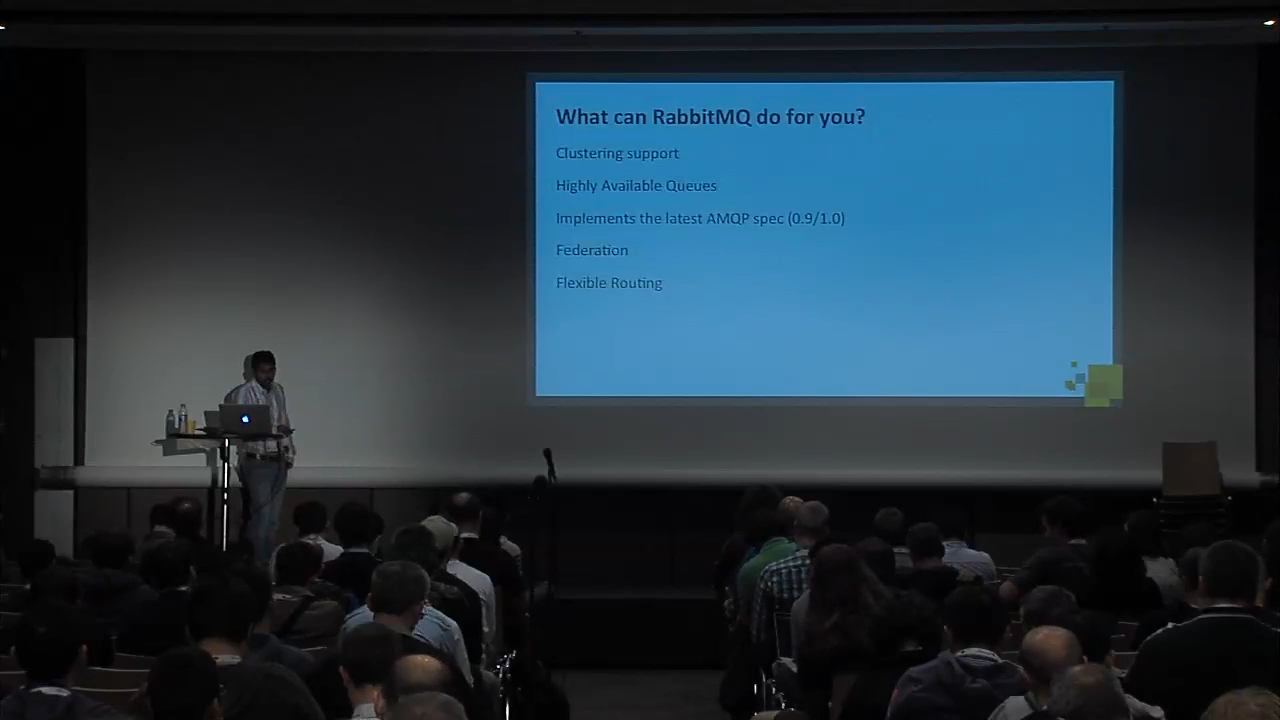 What can RabbitMQ do for you?
Clustering support
Highly Available Queues
Implements the latest AMQP spec (0.9/1.0)
Federation
Flexible Routing